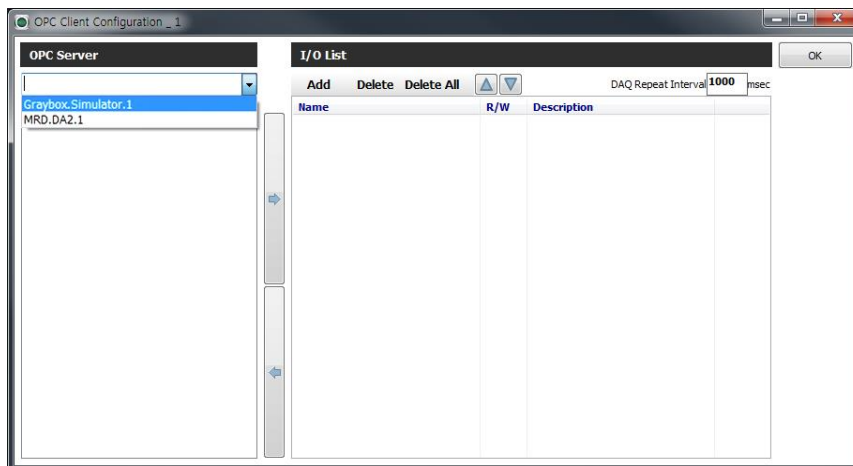 OPC Client Configuration _ 1
OPC Server
I/O List
OK
Add Delete Delete All DAQ Repeat Interval 1000 msec
Graybox.Simulator.1
MRD.DA2.1
Name R/W Description